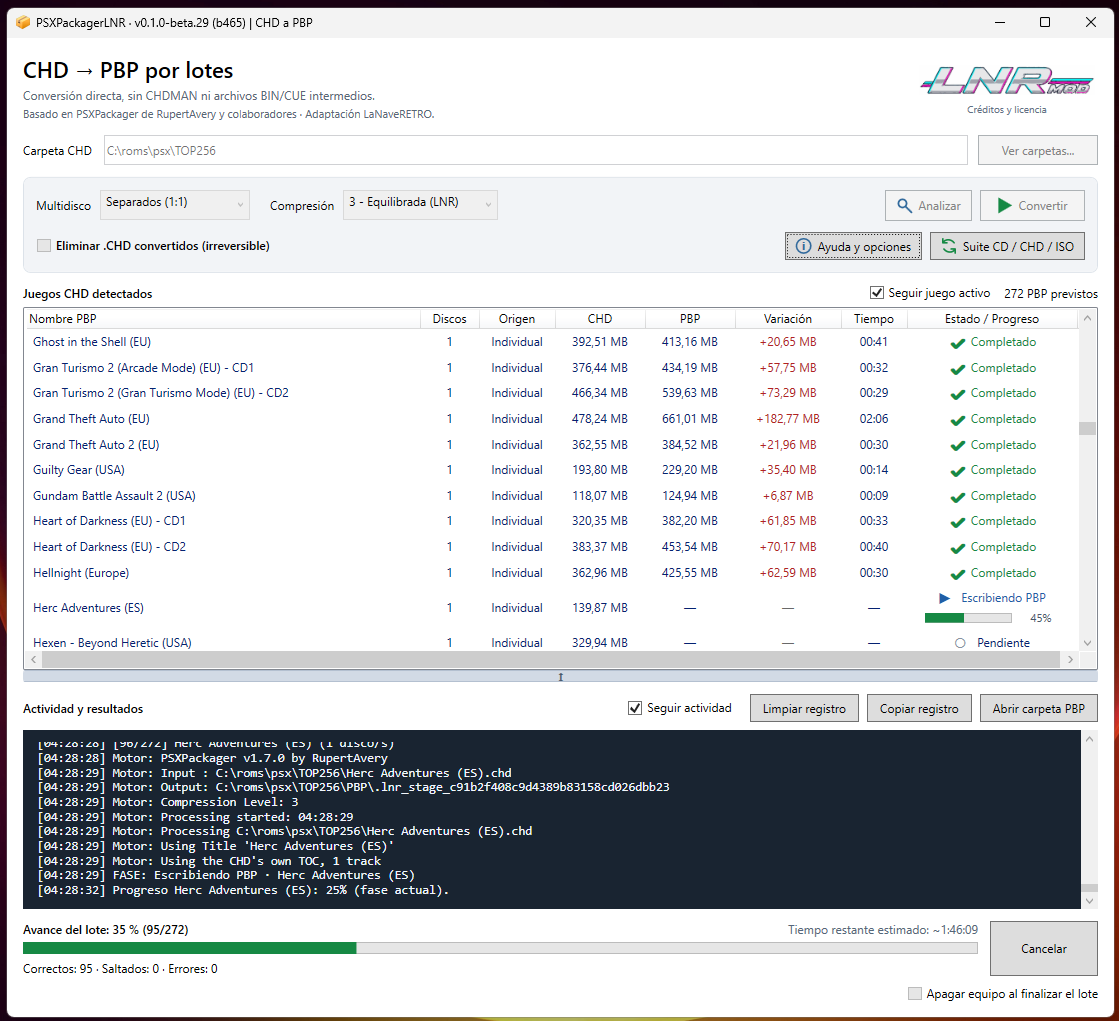 PSXPackagerLNR · v0.1.0-beta.29 (b465) | CHD a PBP
CHD → PBP por lotes
Conversión directa, sin CHDMAN ni archivos BIN/CUE intermedios.
Basado en PSXPackager de RupertAvery y colaboradores · Adaptación LaNaveRETRO.
LNR MOD
Créditos y licencia
Carpeta CHD C:\roms\psx\TOP256 Ver carpetas...
Multidisco Separados (1:1) Compresión 3 - Equilibrada (LNR) Analizar Convertir
Eliminar .CHD convertidos (irreversible) Ayuda y opciones Suite CD / CHD / ISO
Juegos CHD detectados Seguir juego activo 272 PBP previstos
Nombre PBP Discos Origen CHD PBP Variación Tiempo Estado / Progreso
Ghost in the Shell (EU) 1 Individual 392,51 MB 413,16 MB +20,65 MB 00:41 Completado
Gran Turismo 2 (Arcade Mode) (EU) - CD1 1 Individual 376,44 MB 434,19 MB +57,75 MB 00:32 Completado
Gran Turismo 2 (Gran Turismo Mode) (EU) - CD2 1 Individual 466,34 MB 539,63 MB +73,29 MB 00:29 Completado
Grand Theft Auto (EU) 1 Individual 478,24 MB 661,01 MB +182,77 MB 02:06 Completado
Grand Theft Auto 2 (EU) 1 Individual 362,55 MB 384,52 MB +21,96 MB 00:30 Completado
Guilty Gear (USA) 1 Individual 193,80 MB 229,20 MB +35,40 MB 00:14 Completado
Gundam Battle Assault 2 (USA) 1 Individual 118,07 MB 124,94 MB +6,87 MB 00:09 Completado
Heart of Darkness (EU) - CD1 1 Individual 320,35 MB 382,20 MB +61,85 MB 00:33 Completado
Heart of Darkness (EU) - CD2 1 Individual 383,37 MB 453,54 MB +70,17 MB 00:40 Completado
Hellnight (Europe) 1 Individual 362,96 MB 425,55 MB +62,59 MB 00:30 Completado
Herc Adventures (ES) 1 Individual 139,87 MB — — — Escribiendo PBP
45%
Hexen - Beyond Heretic (USA) 1 Individual 329,94 MB — — — Pendiente
Actividad y resultados Seguir actividad Limpiar registro Copiar registro Abrir carpeta PBP
[04:28:28] [96/272] Herc Adventures (ES) (1 disco/s)
[04:28:28] Motor: PSXPackager v1.7.0 by RupertAvery
[04:28:29] Motor: Input : C:\roms\psx\TOP256\Herc Adventures (ES).chd
[04:28:29] Motor: Output: C:\roms\psx\TOP256\PBP\.lnr_stage_c91b2f408c9d4389b83158cd026dbb23
[04:28:29] Motor: Compression Level: 3
[04:28:29] Motor: Processing started: 04:28:29
[04:28:29] Motor: Processing C:\roms\psx\TOP256\Herc Adventures (ES).chd
[04:28:29] Motor: Using Title 'Herc Adventures (ES)'
[04:28:29] Motor: Using the CHD's own TOC, 1 track
[04:28:29] FASE: Escribiendo PBP · Herc Adventures (ES)
[04:28:32] Progreso Herc Adventures (ES): 25% (fase actual).
Avance del lote: 35 % (95/272) Tiempo restante estimado: ~1:46:09
Cancelar
Correctos: 95 · Saltados: 0 · Errores: 0
Apagar equipo al finalizar el lote